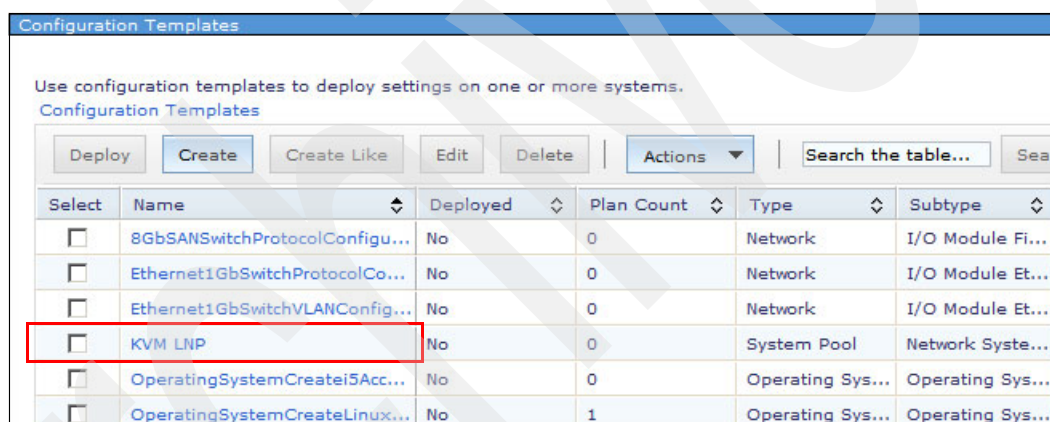 Configuration Templates
Use configuration templates to deploy settings on one or more systems.
Configuration Templates
Deploy Create Create Like Edit Delete Actions Search the table... Sea
Select Name Deployed Plan Count Type Subtype
8GbSANSwitchProtocolConfigu... No 0 Network I/O Module Fi...
Ethernet1GbSwitchProtocolCo... No 0 Network I/O Module Et...
Ethernet1GbSwitchVLANConfig... No 0 Network I/O Module Et...
KVM LNP No 0 System Pool Network Syste...
OperatingSystemCreatei5Acc... No 0 Operating Sys... Operating Sys...
OperatingSystemCreateLinux... No 1 Operating Sys... Operating Sys...